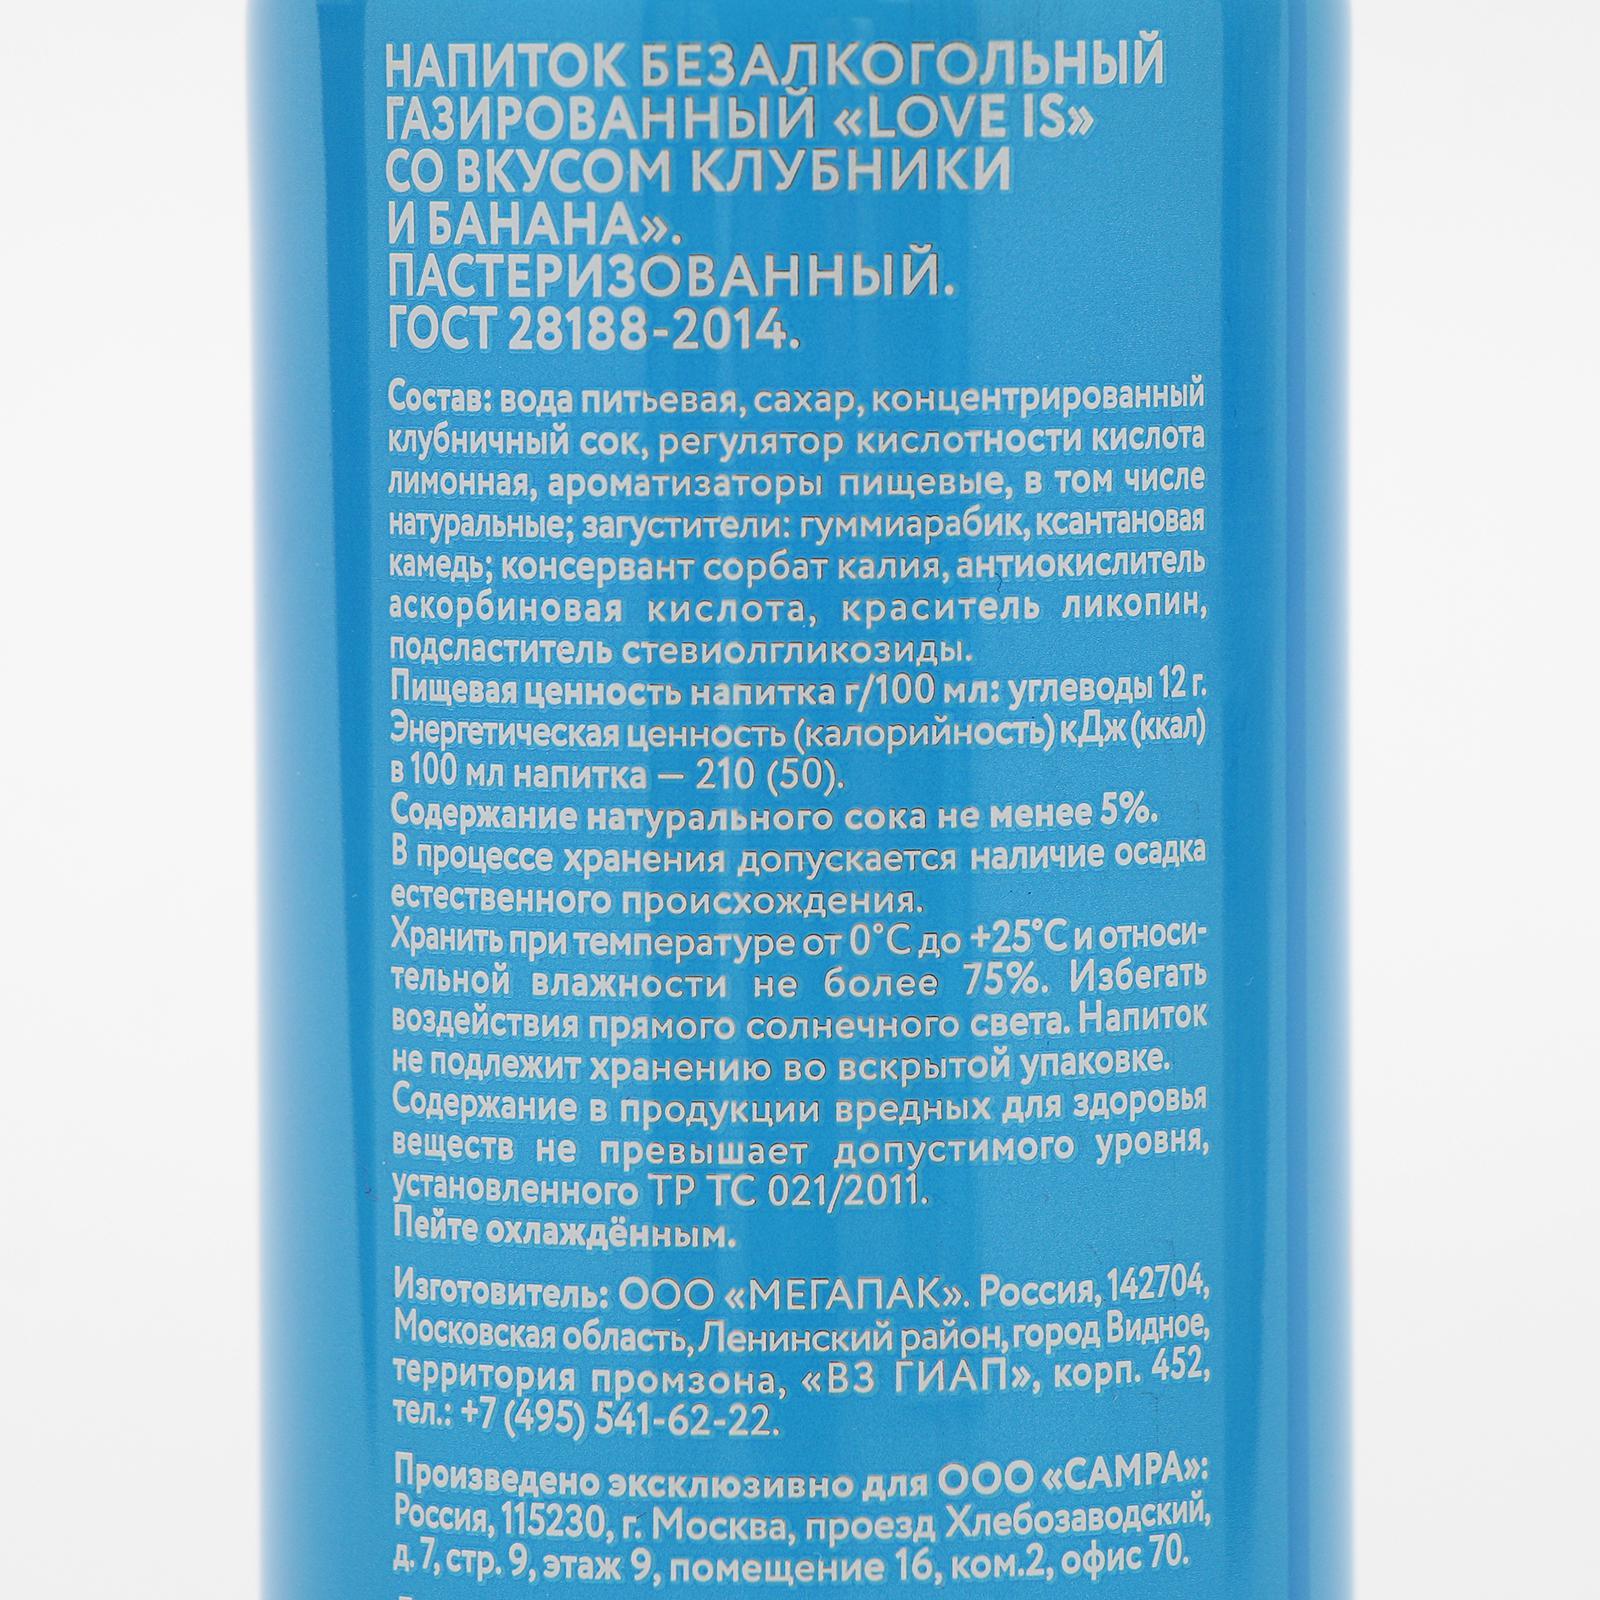 НАПИТОК БЕЗАЛКОГОЛЬНЫЙ
ГАЗИРОВАННЫЙ «LOVE IS»
СО ВКУСОМ КЛУБНИКИ
И БАНАНА».
ПАСТЕРИЗОВАННЫЙ.
ГОСТ 28188-2014.
Состав: вода питьевая, сахар, концентрированный
клубничный сок, регулятор кислотности кислота
лимонная, ароматизаторы пищевые, в том числе
натуральные; загустители: гуммиарабик, ксантановая
камедь; консервант сорбат калия, антиокислитель
аскорбиновая кислота, краситель ликопин,
подсластитель стевиолгликозиды.
Пищевая ценность напитка г/100 мл: углеводы 12 г.
Энергетическая ценность (калорийность) кДж (ккал)
в 100 мл напитка — 210 (50).
Содержание натурального сока не менее 5%.
В процессе хранения допускается наличие осадка
естественного происхождения.
Хранить при температуре от 0°С до +25°С и относи-
тельной влажности не более 75%. Избегать
воздействия прямого солнечного света. Напиток
не подлежит хранению во вскрытой упаковке.
Содержание в продукции вредных для здоровья
веществ не превышает допустимого уровня,
установленного ТР ТС 021/2011.
Пейте охлаждённым.
Изготовитель: ООО «МЕГАПАК». Россия, 142704,
Московская область, Ленинский район, город Видное,
территория промзона, «ВЗ ГИАП», корп. 452,
тел.: +7 (495) 541-62-22.
Произведено эксклюзивно для ООО «САМРА»:
Россия, 115230, г. Москва, проезд Хлебозаводский,
д. 7, стр. 9, этаж 9, помещение 16, ком.2, офис 70.